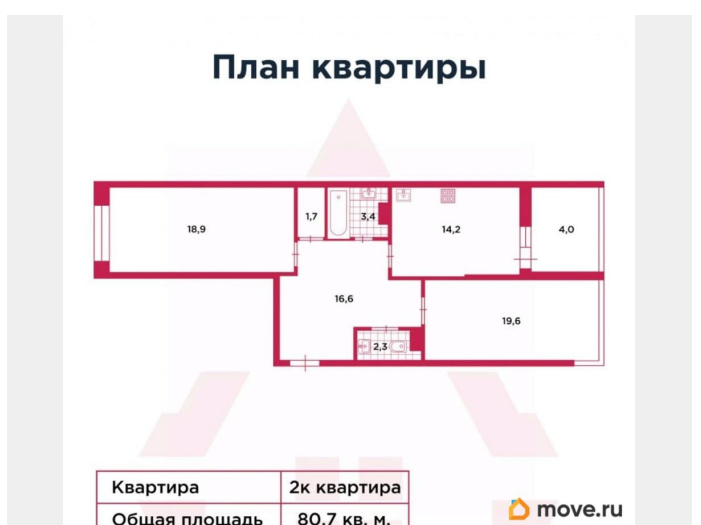 План квартиры
18,9
1,7
3,4
14,2
4,0
16,6
19,6
2,3
Квартира 2к квартира
Общая площадь 80,7 кв. м.
move.ru